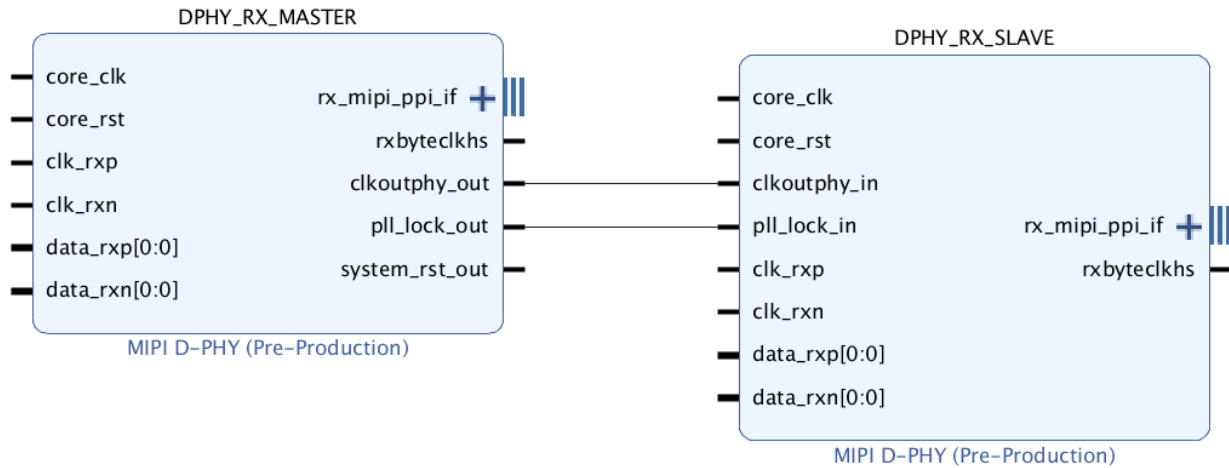 DPHY_RX_MASTER
core_clk
core_rst
clk_rxp
clk_rxn
data_rxp[0:0]
data_rxn[0:0]
rx_mipi_ppi_if
rxbyteclkhs
clkoutphy_out
pll_lock_out
system_rst_out
MIPI D-PHY (Pre-Production)
DPHY_RX_SLAVE
core_clk
core_rst
clkoutphy_in
pll_lock_in
clk_rxp
clk_rxn
data_rxp[0:0]
data_rxn[0:0]
rx_mipi_ppi_if
rxbyteclkhs
MIPI D-PHY (Pre-Production)